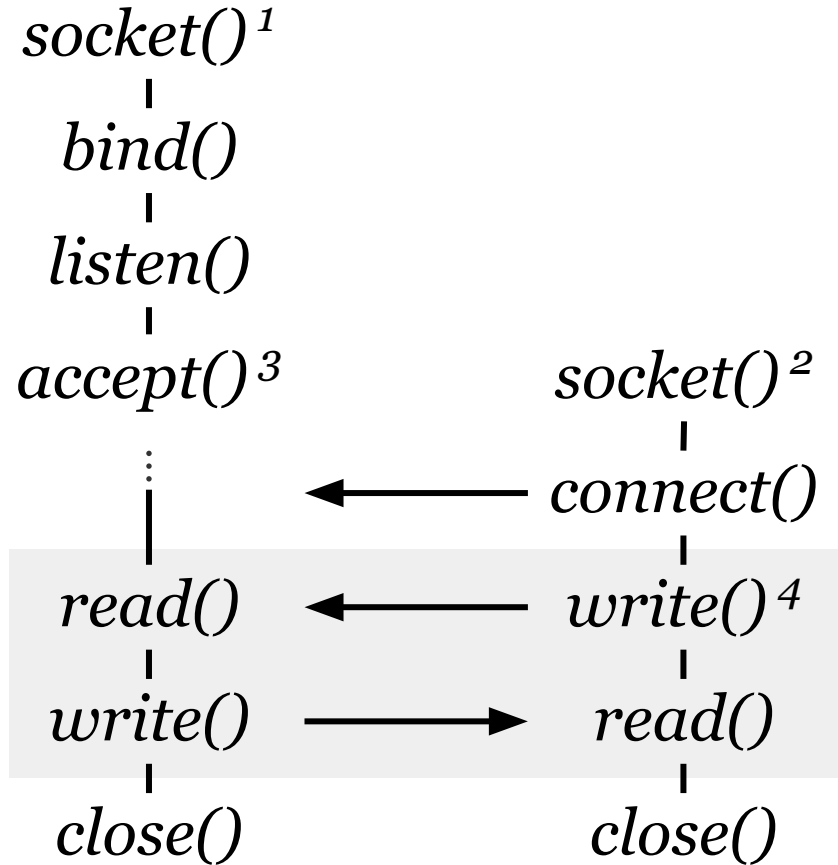 socket()¹
bind()
listen()
accept()³ socket()²
connect()
read() write()⁴
write() read()
close() close()